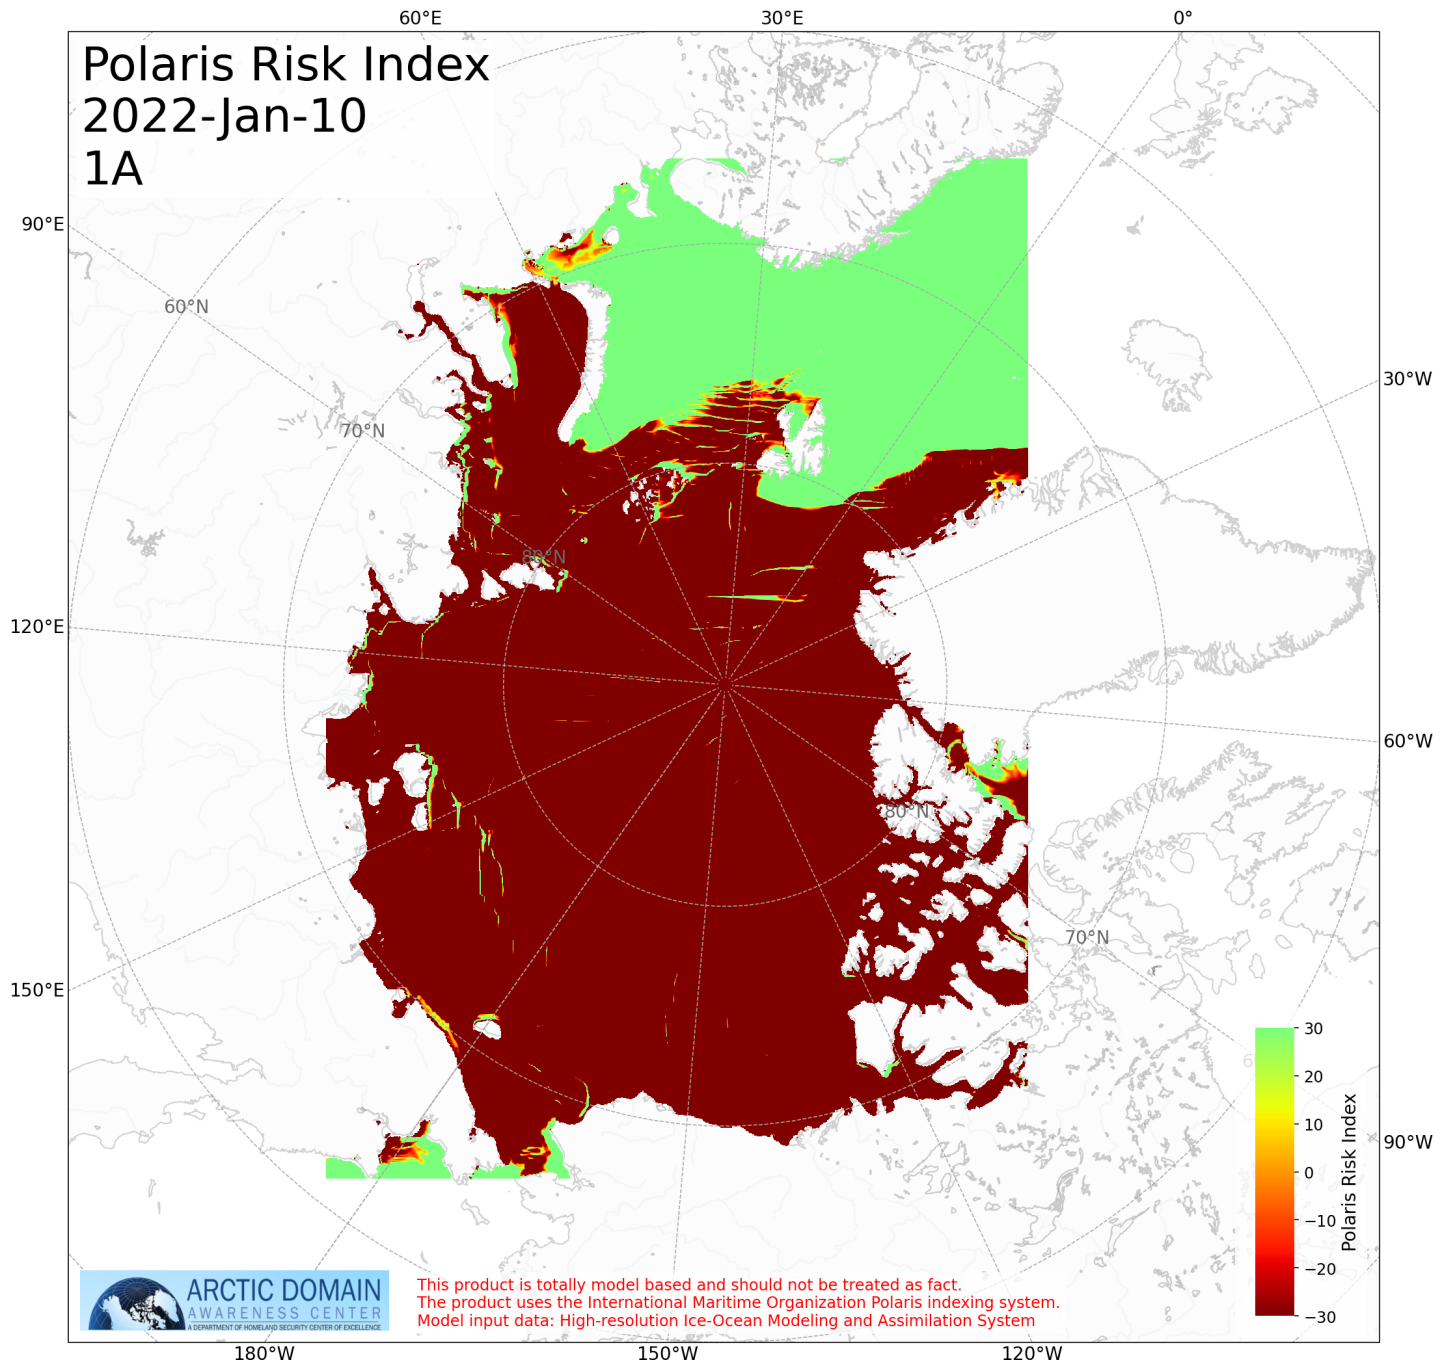 60°E 30°E 0°
Polaris Risk Index
2022-Jan-10
1A
90°E
60°N
30°W
70°N
80°N
120°E
60°W
80°N
70°N
150°E
30
20
10
0
−10
−20
−30
Polaris Risk Index
90°W
ARCTIC DOMAIN
AWARENESS CENTER
A DEPARTMENT OF HOMELAND SECURITY CENTER OF EXCELLENCE
This product is totally model based and should not be treated as fact.
The product uses the International Maritime Organization Polaris indexing system.
Model input data: High-resolution Ice-Ocean Modeling and Assimilation System
180°W 150°W 120°W